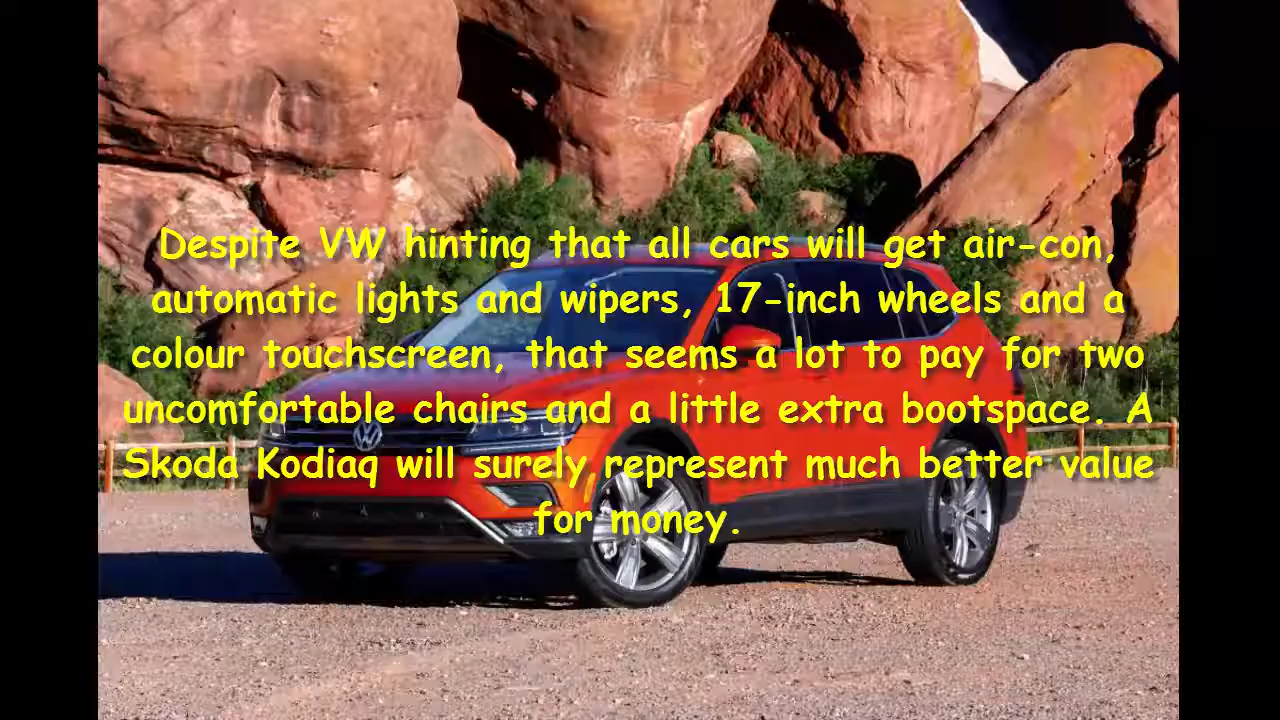 Despite VW hinting that all cars will get air-con,
automatic lights and wipers, 17-inch wheels and a
colour touchscreen, that seems a lot to pay for two
uncomfortable chairs and a little extra bootspace. A
Skoda Kodiaq will surely represent much better value
for money.